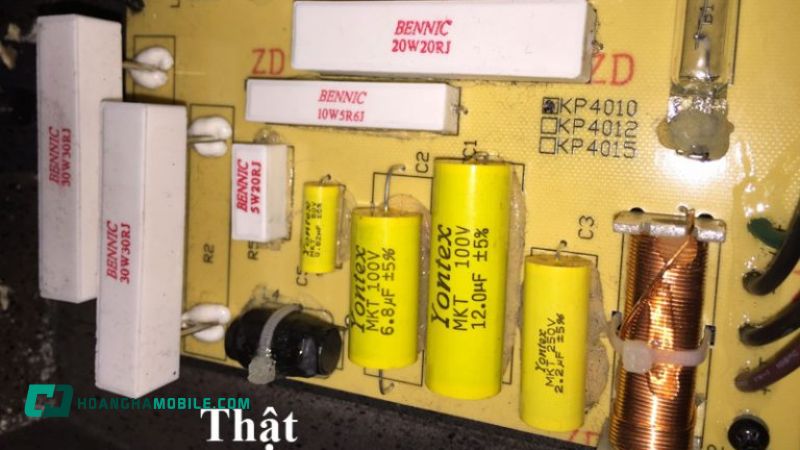 BENNIC
20W20RJ
ZD
ZD
BENNIC
10W5R6J
KP4010
KP4012
KP4015
BENNIC
30W30RJ
BENNIC
30W30RJ
BENNIC
5W20RJ
R2
C2
C1
C3
Yontex
MKT 100V
6.8µF ±5%
Yontex
MKT 100V
12.0µF ±5%
Yontex
MKT 250V
2.2µF ±5%
HOANGHAMOBILE.COM
Thật